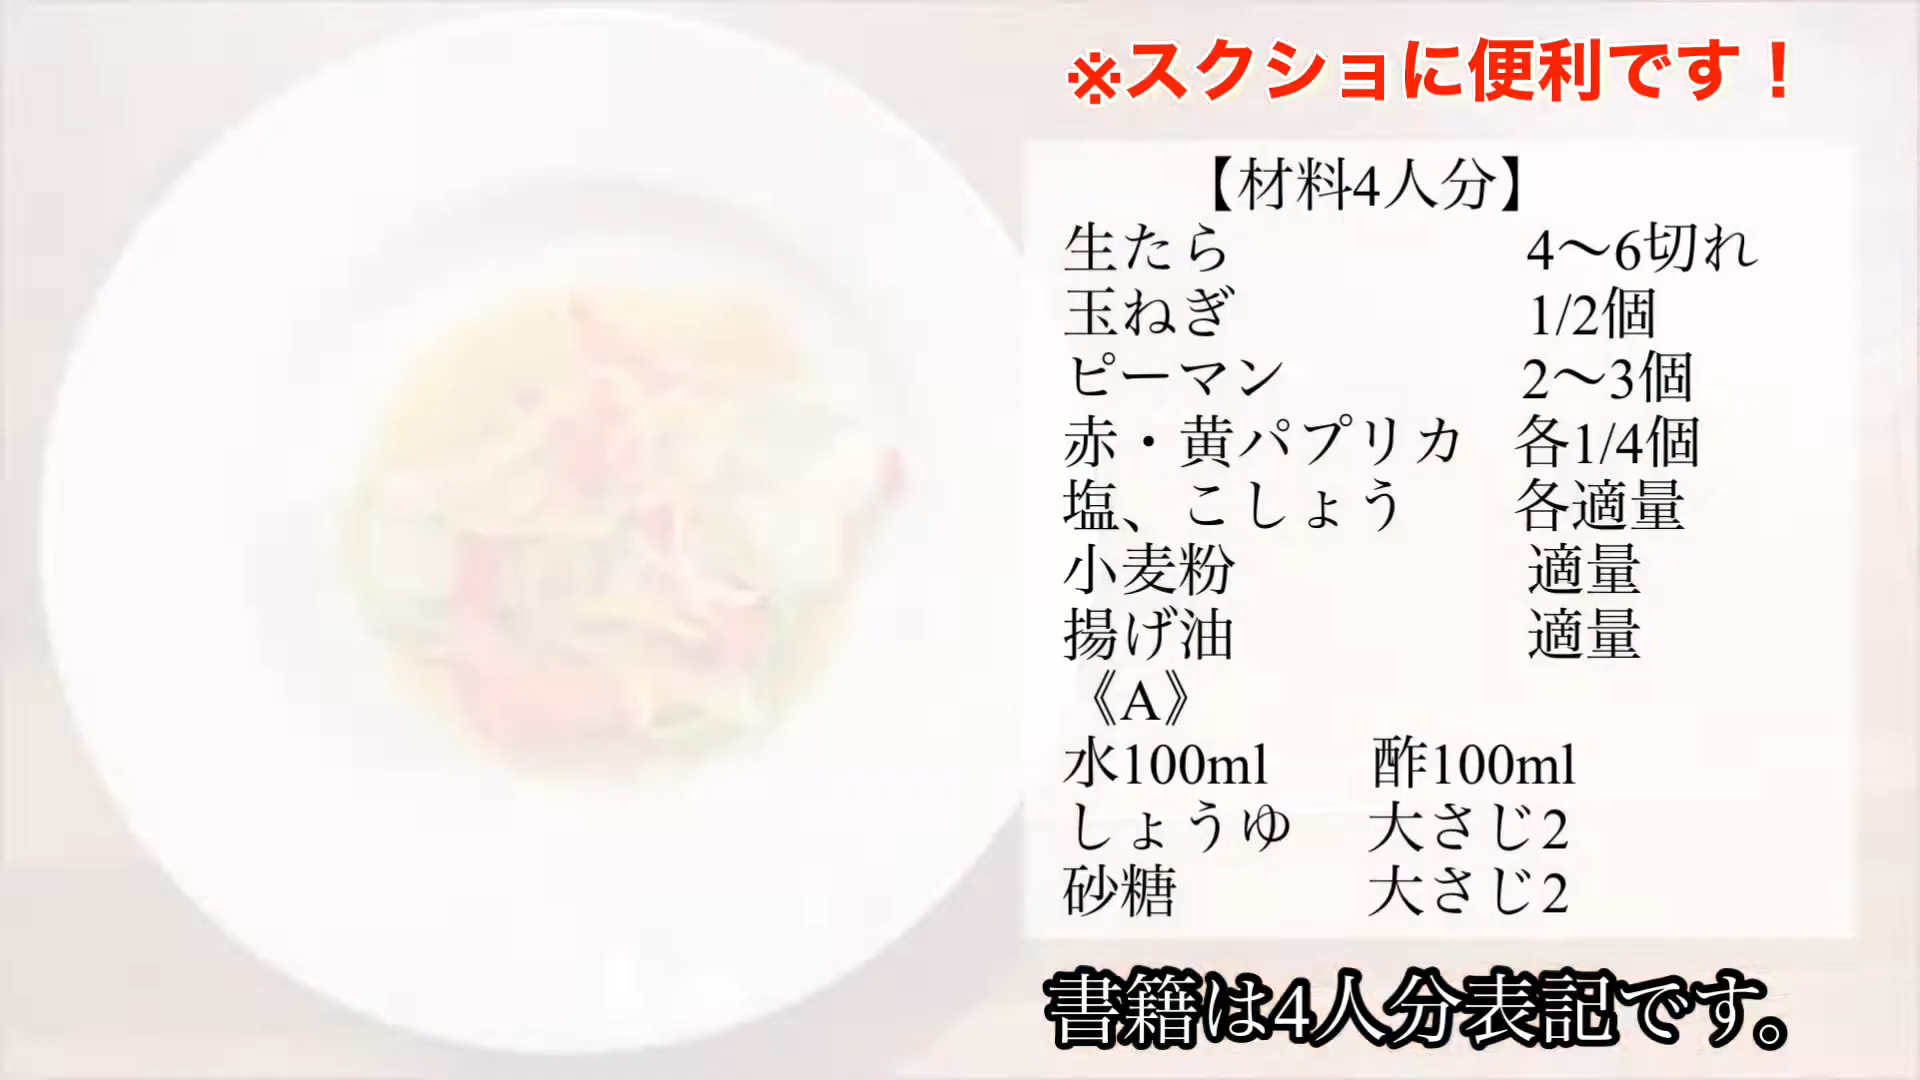 ※スクショに便利です！
【材料4人分】
生たら 4〜6切れ
玉ねぎ 1/2個
ピーマン 2〜3個
赤・黄パプリカ 各1/4個
塩、こしょう 各適量
小麦粉 適量
揚げ油 適量
《A》
水100ml 酢100ml
しょうゆ 大さじ2
砂糖 大さじ2
書籍は4人分表記です。